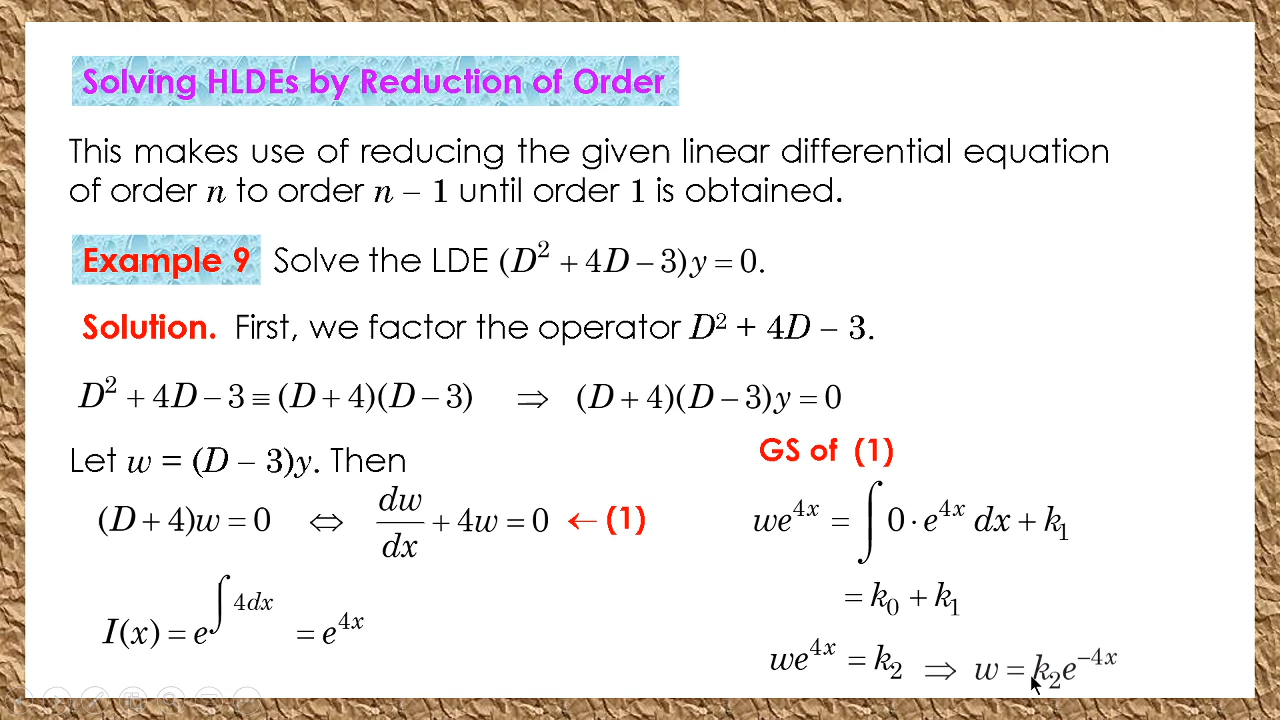 Solving HLDEs by Reduction of Order
This makes use of reducing the given linear differential equation
of order n to order n – 1 until order 1 is obtained.
Example 9 Solve the LDE (D² + 4D − 3)y = 0.
Solution. First, we factor the operator D² + 4D – 3.
D² + 4D − 3 ≡ (D + 4)(D − 3) ⇒ (D + 4)(D − 3)y = 0
Let w = (D – 3)y. Then
(D + 4)w = 0 ⇔ dw/dx + 4w = 0 ← (1)
I(x) = e^∫4dx = e^4x
GS of (1)
we^4x = ∫ 0 · e^4x dx + k₁
= k₀ + k₁
we^4x = k₂ ⇒ w = k₂e^−4x